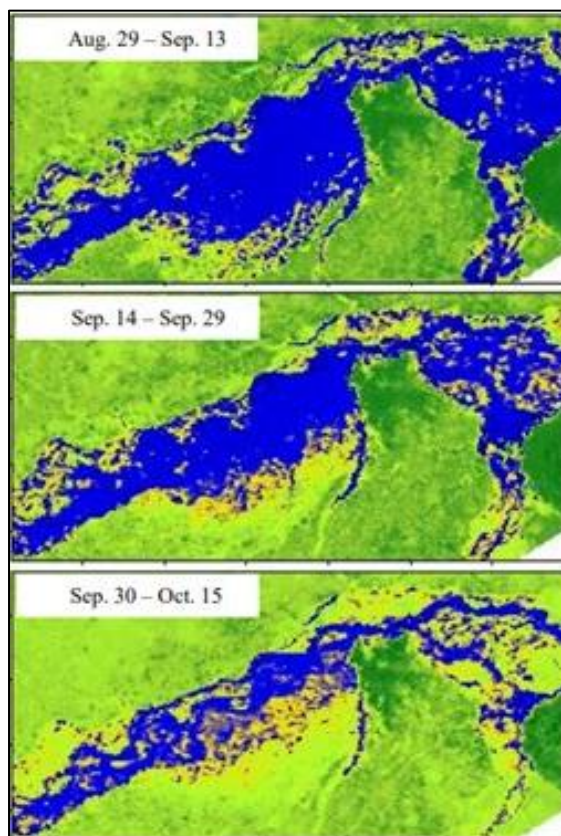 Aug. 29 – Sep. 13
Sep. 14 – Sep. 29
Sep. 30 – Oct. 15